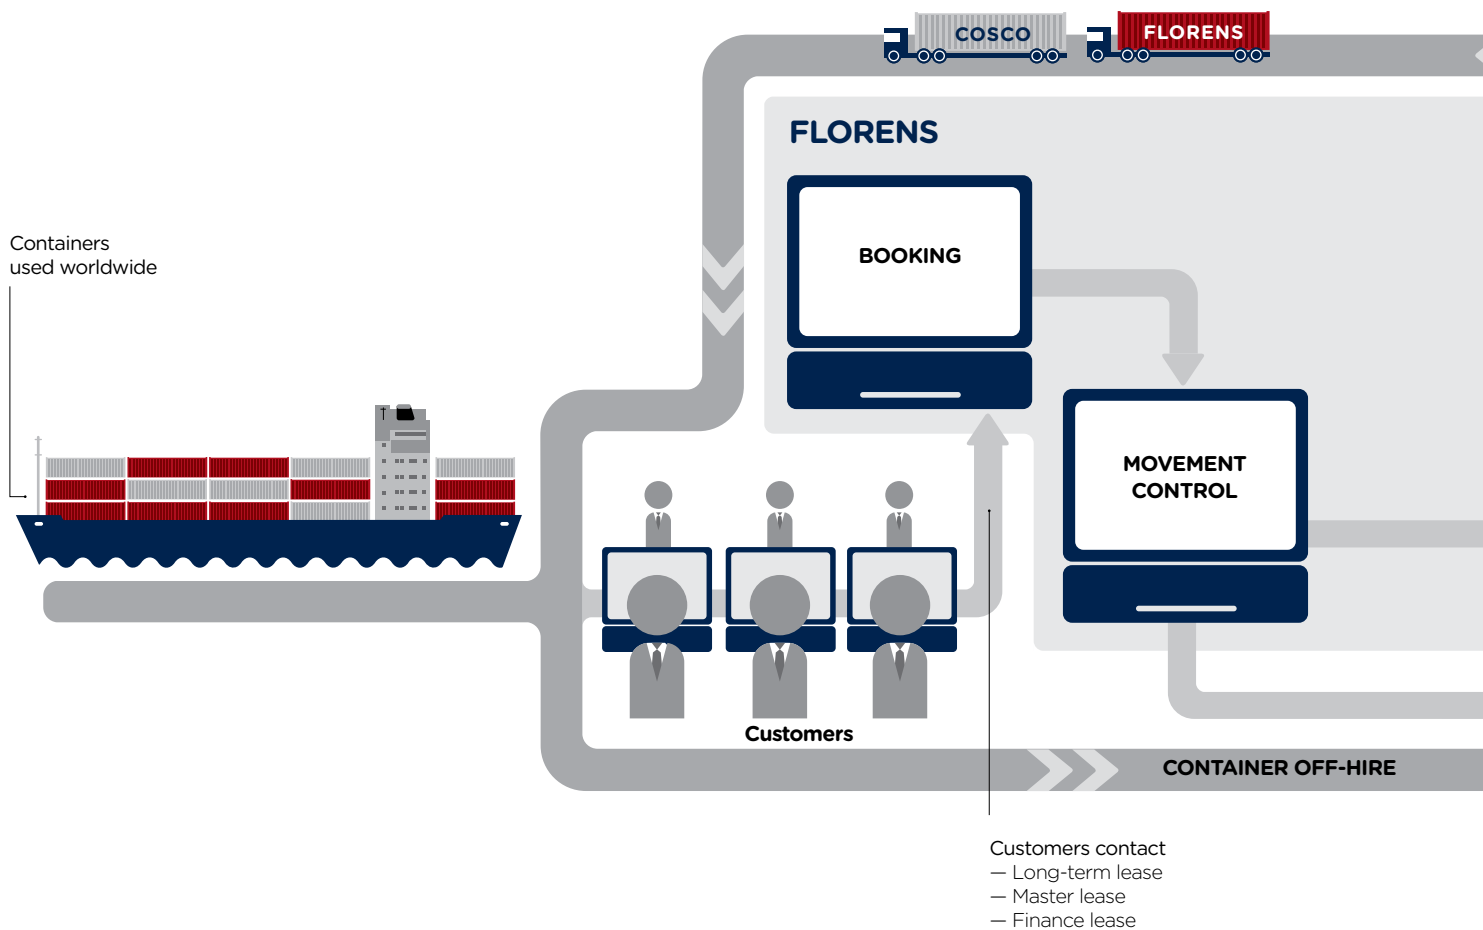 COSCO
FLORENS
FLORENS
BOOKING
Containers
used worldwide
MOVEMENT
CONTROL
Customers
CONTAINER OFF-HIRE
Customers contact
— Long-term lease
— Master lease
— Finance lease